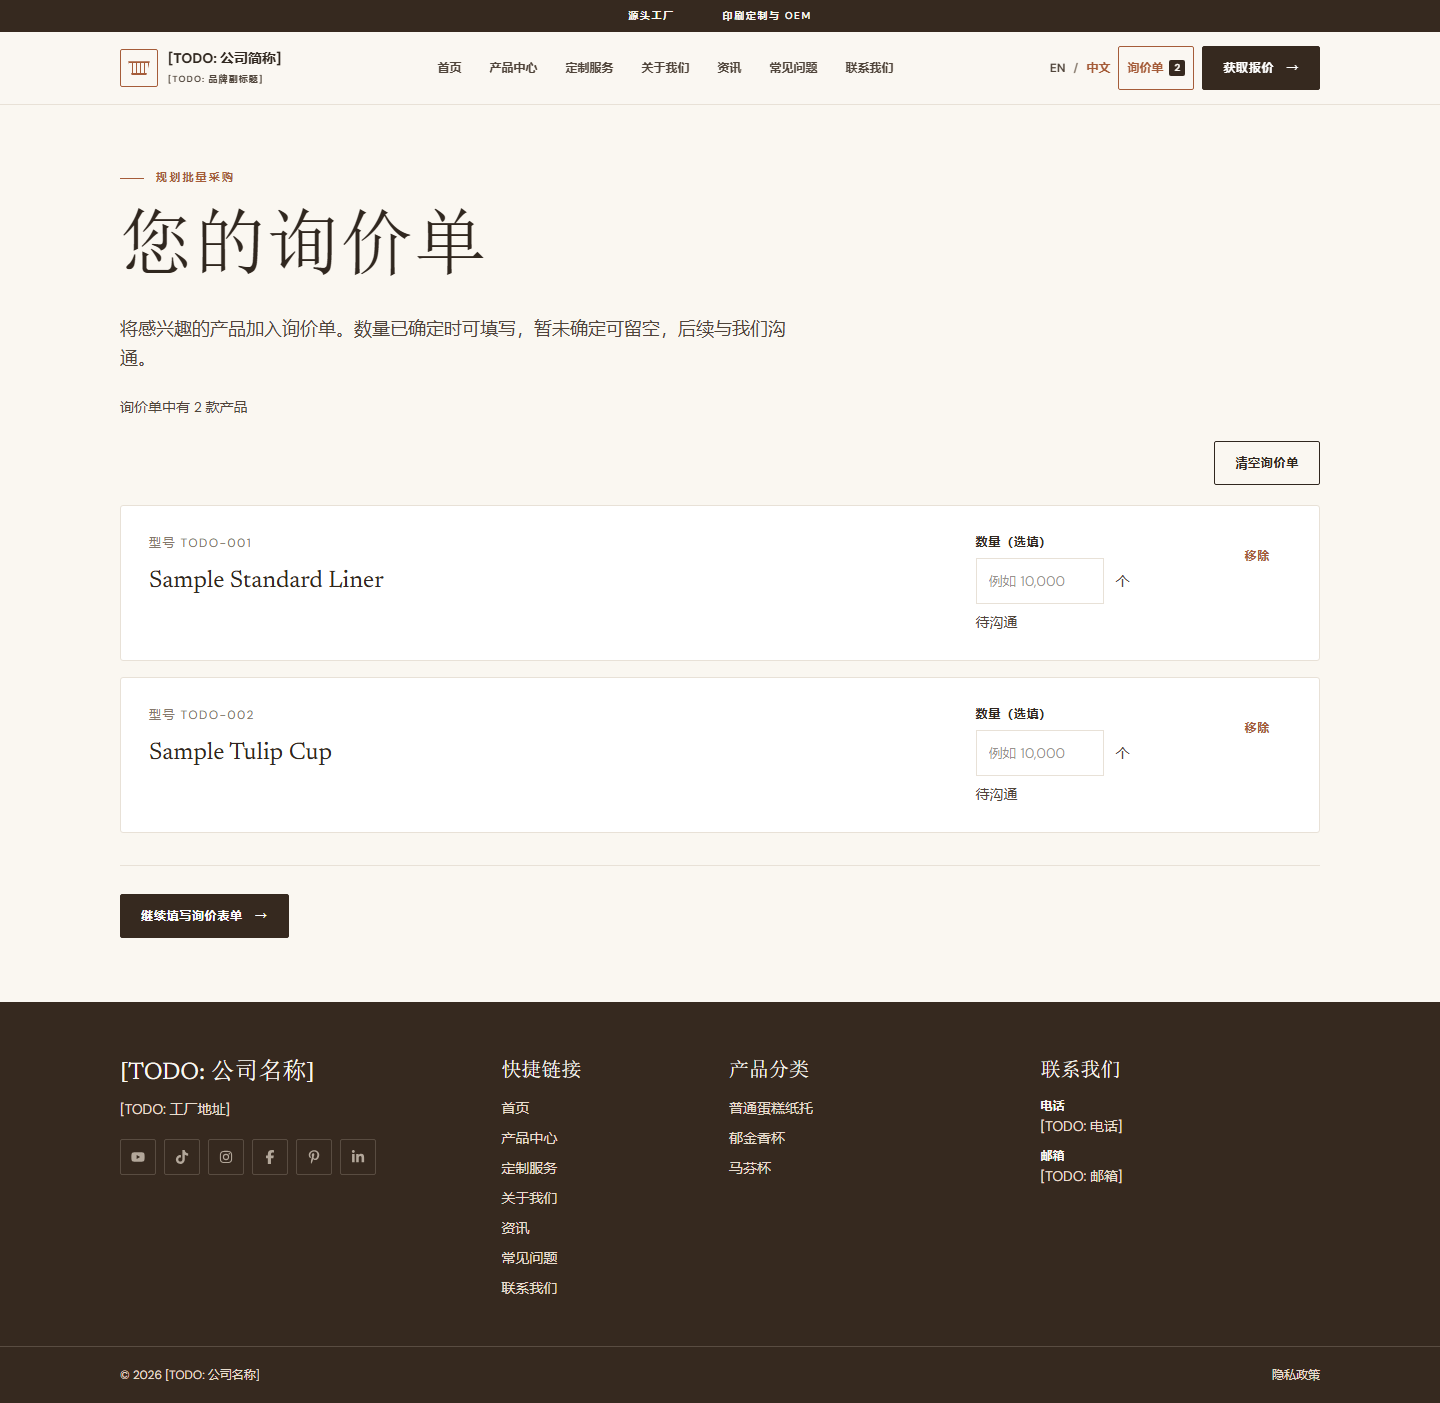 源头工厂 印刷定制与 OEM
[TODO: 公司简称]
[TODO: 品牌副标题]
首页 产品中心 定制服务 关于我们 资讯 常见问题 联系我们
EN / 中文 询价单 2 获取报价 →
规划批量采购
您的询价单
将感兴趣的产品加入询价单。数量已确定时可填写，暂未确定可留空，后续与我们沟
通。
询价单中有 2 款产品
清空询价单
型号 TODO-001
Sample Standard Liner
数量（选填）
例如 10,000 个
待沟通
移除
型号 TODO-002
Sample Tulip Cup
数量（选填）
例如 10,000 个
待沟通
移除
继续填写询价表单 →
[TODO: 公司名称]
[TODO: 工厂地址]
快捷链接
首页
产品中心
定制服务
关于我们
资讯
常见问题
联系我们
产品分类
普通蛋糕纸托
郁金香杯
马芬杯
联系我们
电话
[TODO: 电话]
邮箱
[TODO: 邮箱]
© 2026 [TODO: 公司名称]
隐私政策